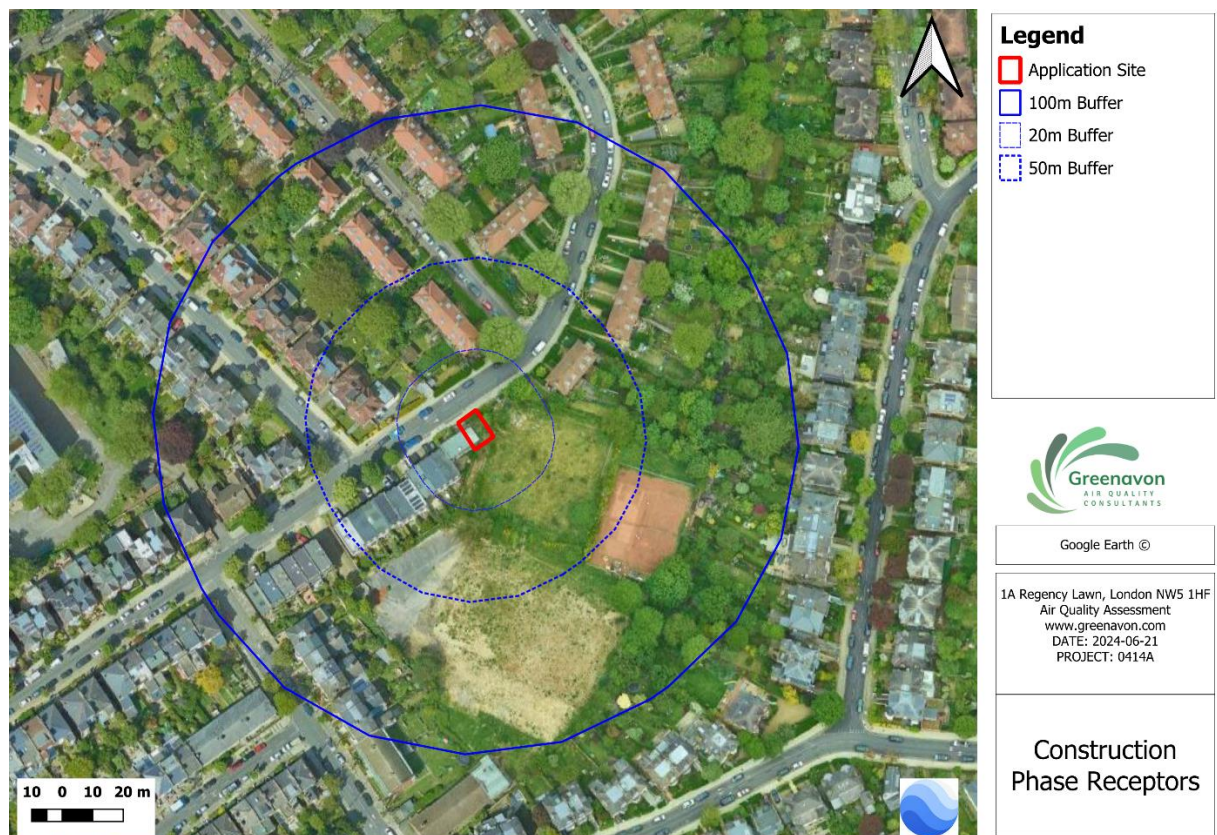 Legend
Application Site
100m Buffer
20m Buffer
50m Buffer
Greenavon
AIR QUALITY
CONSULTANTS
Google Earth ©
1A Regency Lawn, London NW5 1HF
Air Quality Assessment
www.greenavon.com
DATE: 2024-06-21
PROJECT: 0414A
Construction
Phase Receptors
10 0 10 20 m